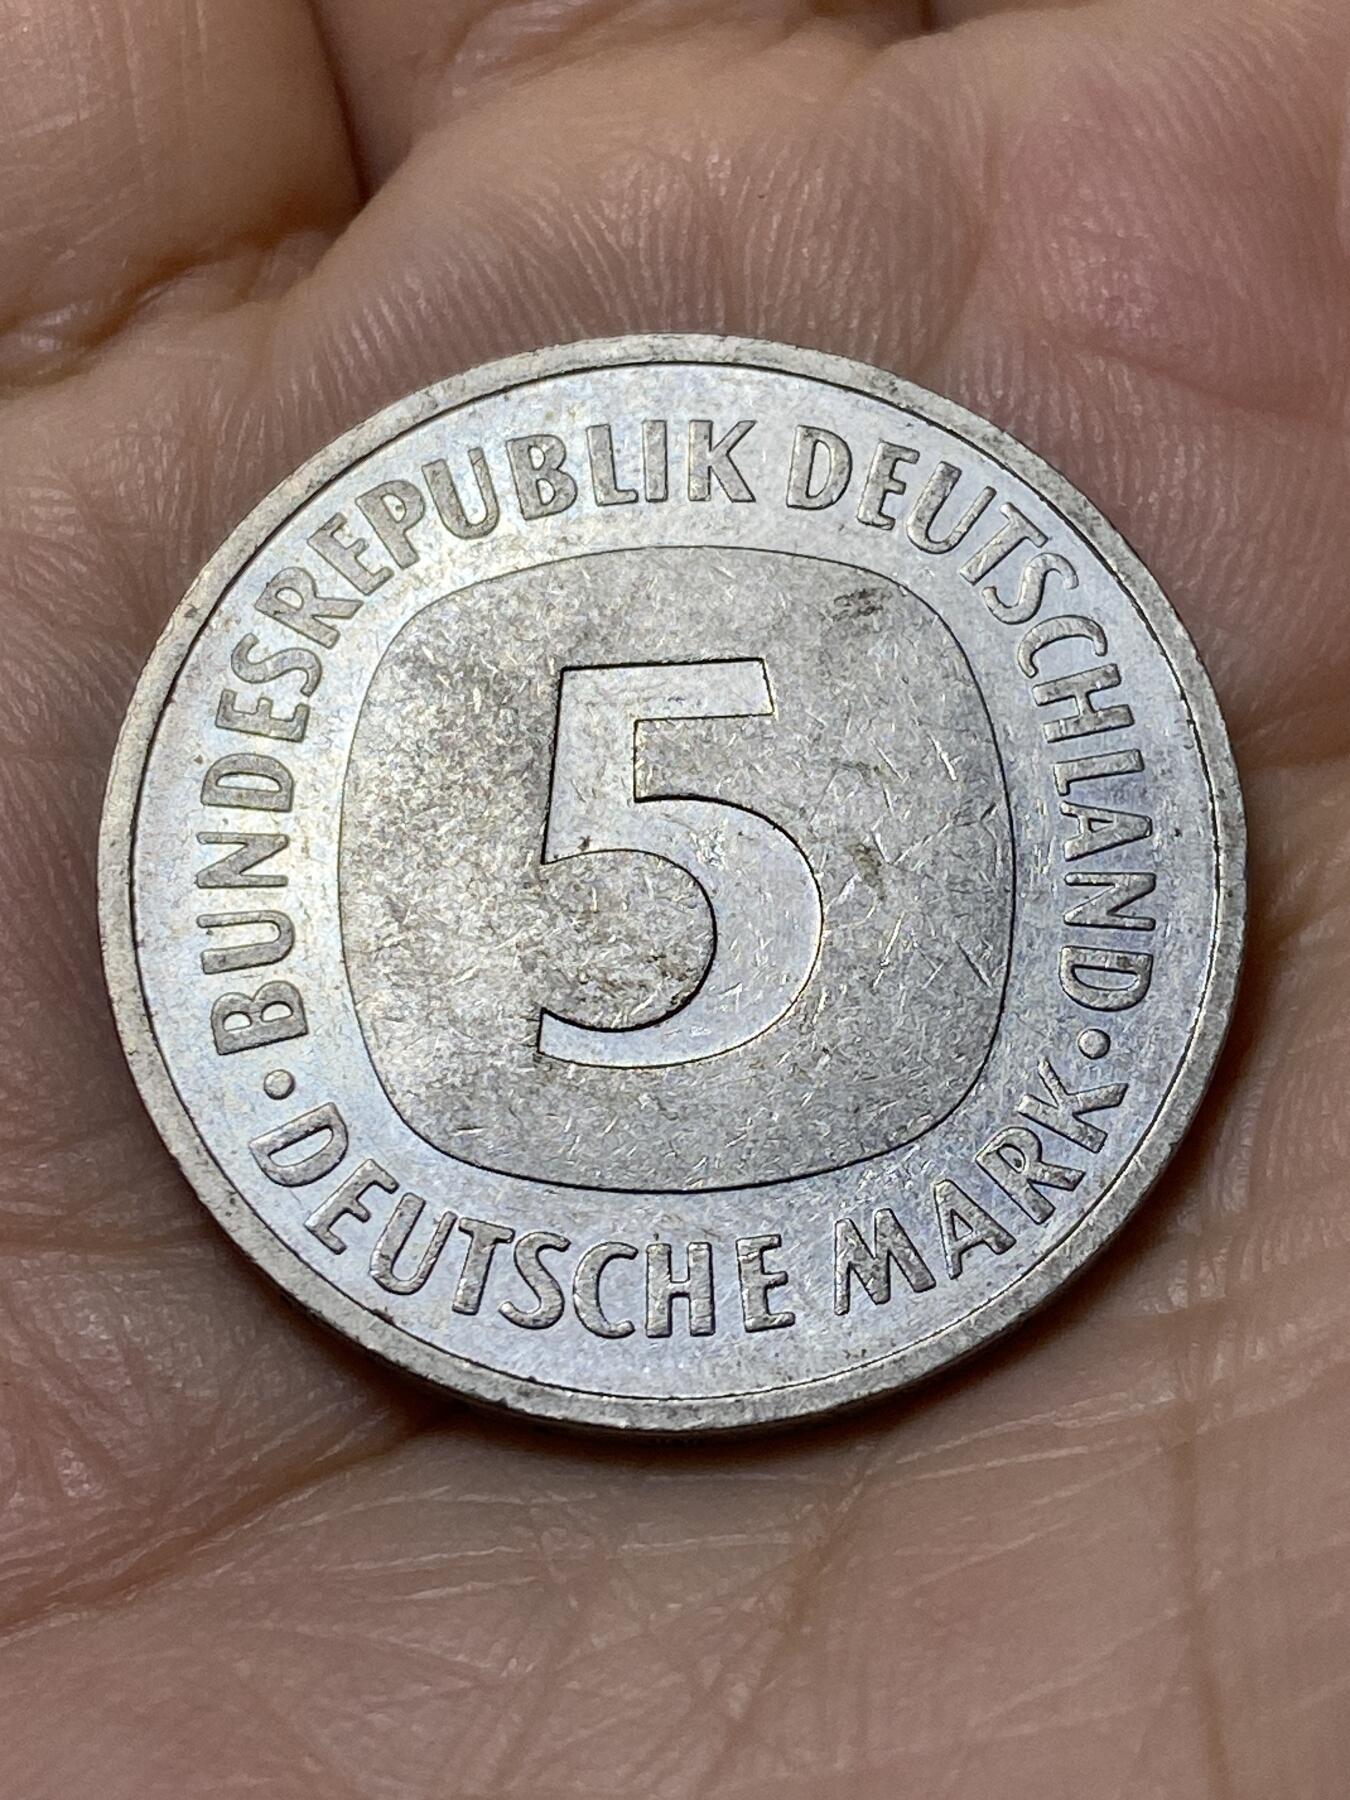 BUNDESREPUBLIK DEUTSCHLAND
5
· DEUTSCHE MARK ·